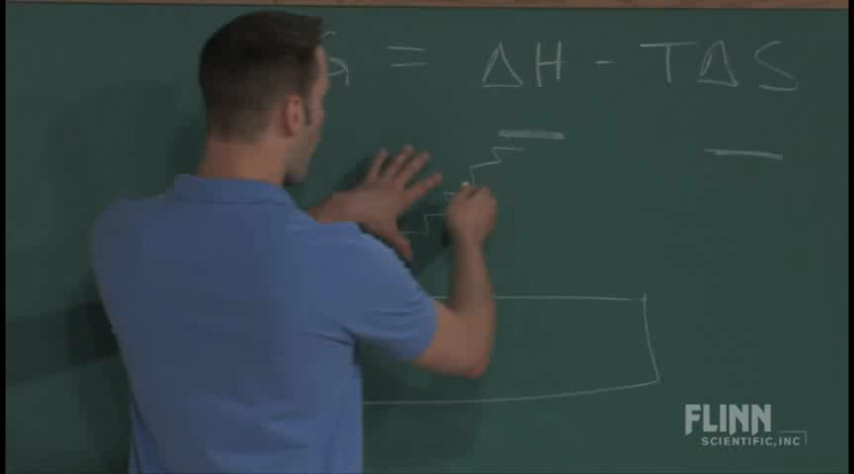 G = ΔH - TΔS
FLINN
SCIENTIFIC, INC